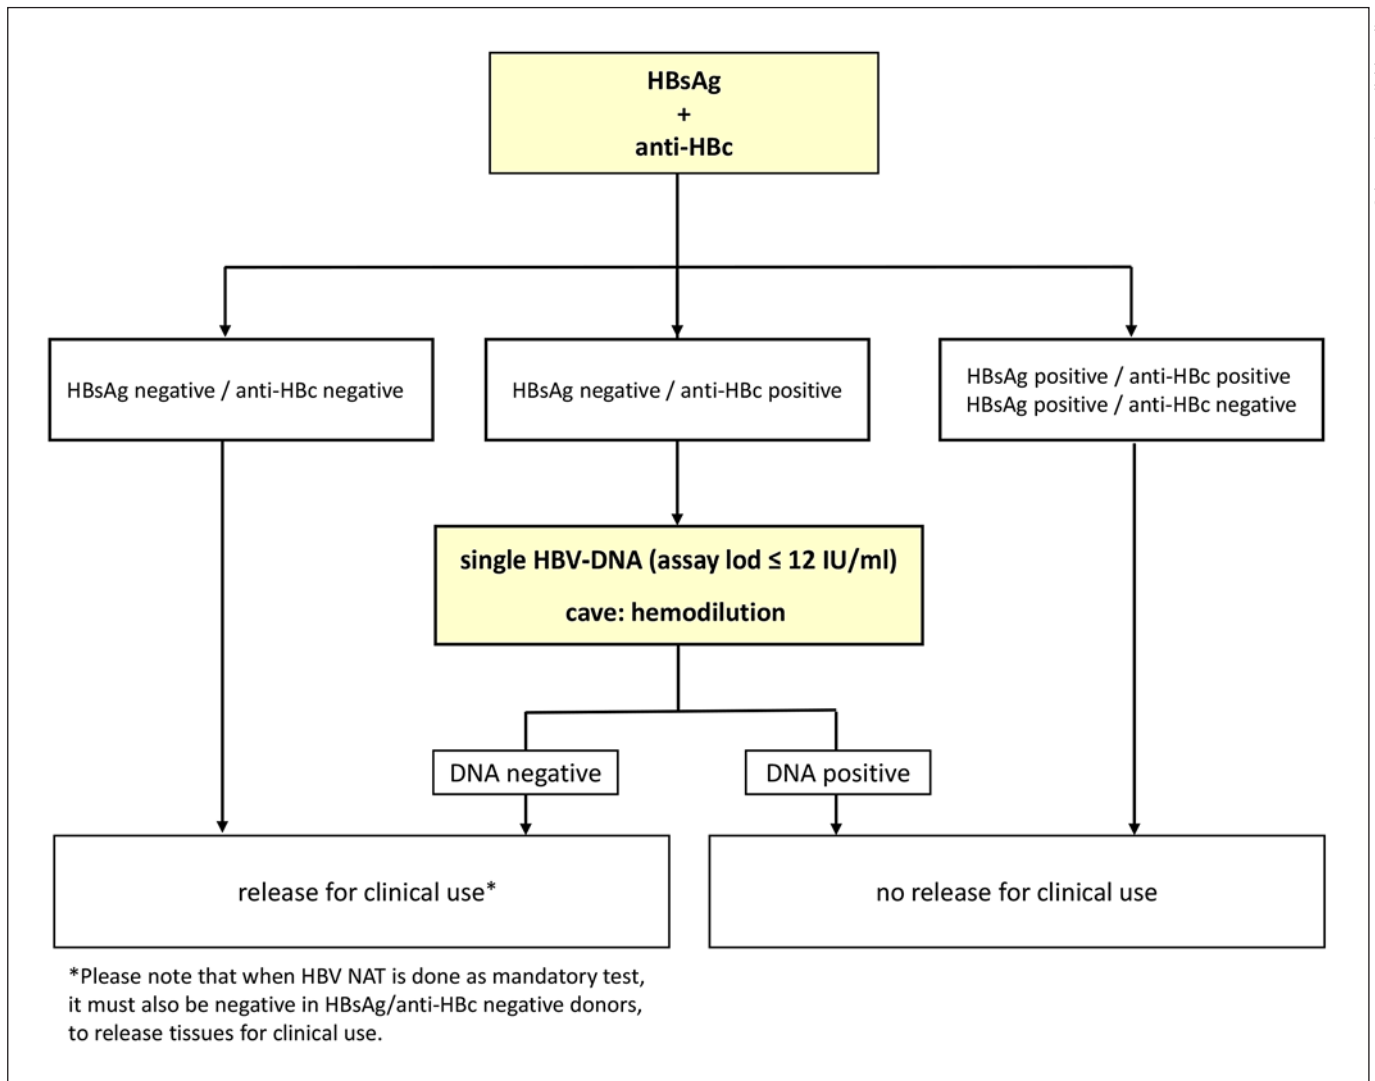 HBsAg
+
anti-HBc
HBsAg negative / anti-HBc negative
HBsAg negative / anti-HBc positive
HBsAg positive / anti-HBc positive
HBsAg positive / anti-HBc negative
single HBV-DNA (assay lod ≤ 12 IU/ml)
cave: hemodilution
DNA negative
DNA positive
release for clinical use*
no release for clinical use
*Please note that when HBV NAT is done as mandatory test,
it must also be negative in HBsAg/anti-HBc negative donors,
to release tissues for clinical use.